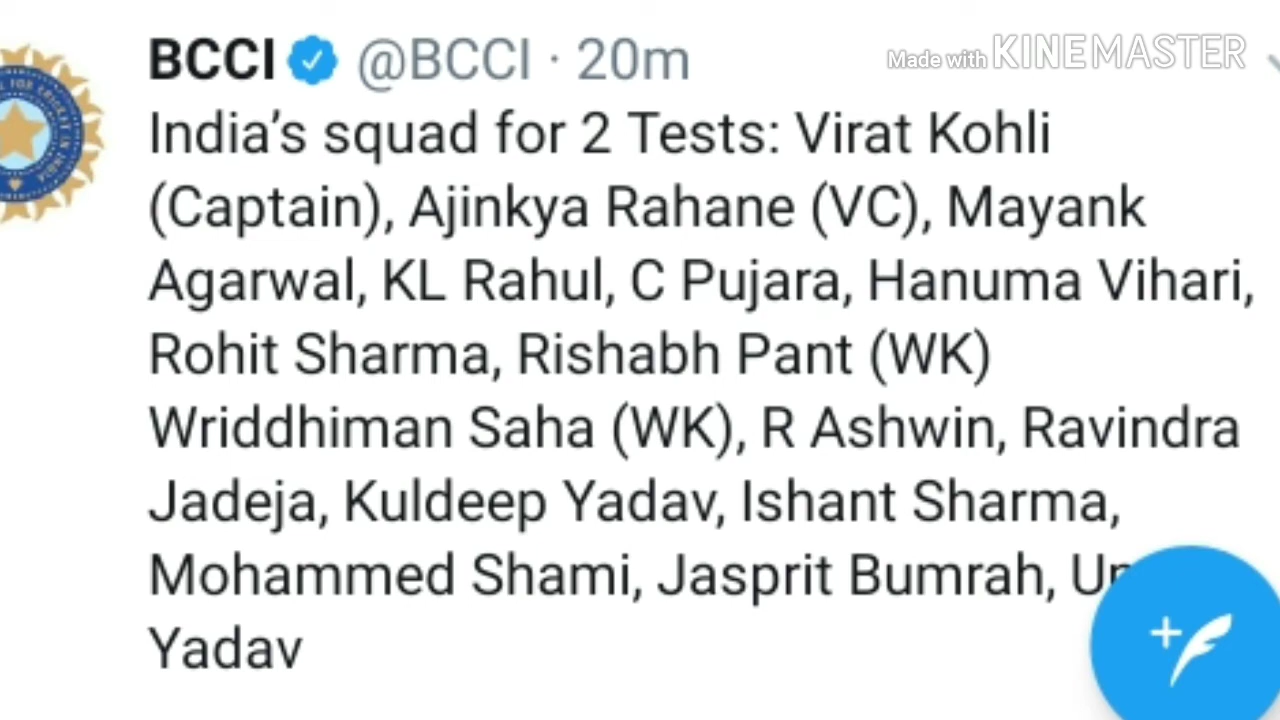 BCCI @BCCI · 20m
Made with KINEMASTER
India's squad for 2 Tests: Virat Kohli
(Captain), Ajinkya Rahane (VC), Mayank
Agarwal, KL Rahul, C Pujara, Hanuma Vihari,
Rohit Sharma, Rishabh Pant (WK)
Wriddhiman Saha (WK), R Ashwin, Ravindra
Jadeja, Kuldeep Yadav, Ishant Sharma,
Mohammed Shami, Jasprit Bumrah,
Yadav